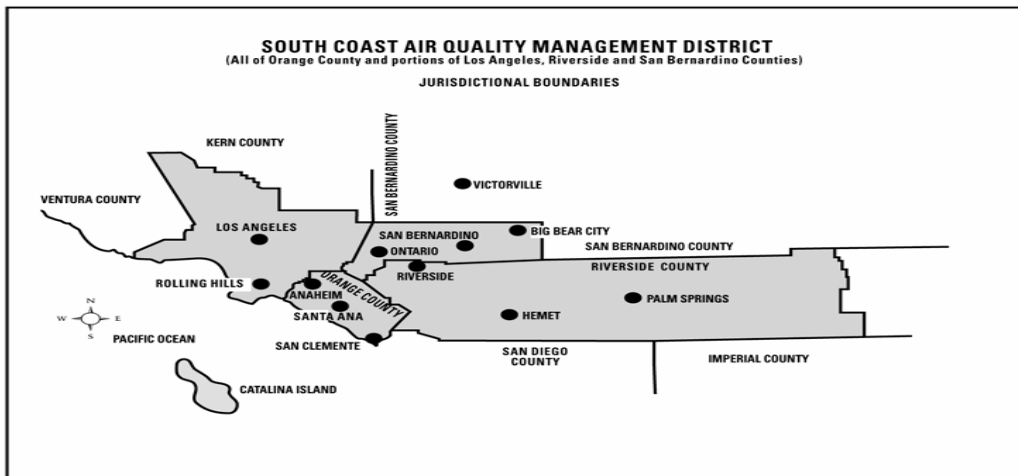 SOUTH COAST AIR QUALITY MANAGEMENT DISTRICT
(All of Orange County and portions of Los Angeles, Riverside and San Bernardino Counties)
JURISDICTIONAL BOUNDARIES
SAN BERNARDINO COUNTY
KERN COUNTY
VICTORVILLE
VENTURA COUNTY
LOS ANGELES
SAN BERNARDINO
BIG BEAR CITY
ONTARIO
SAN BERNARDINO COUNTY
RIVERSIDE
RIVERSIDE COUNTY
ROLLING HILLS
ORANGE COUNTY
ANAHEIM
PALM SPRINGS
SANTA ANA
HEMET
N
W E
S
PACIFIC OCEAN
SAN CLEMENTE
SAN DIEGO
COUNTY
IMPERIAL COUNTY
CATALINA ISLAND